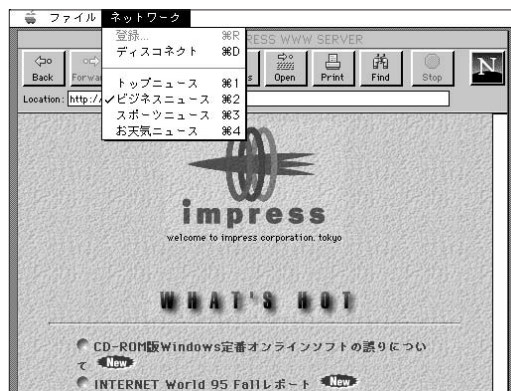 ファイル ネットワーク
登録... ⌘R
ディスコネクト ⌘D
トップニュース ⌘1
✓ビジネスニュース ⌘2
スポーツニュース ⌘3
お天気ニュース ⌘4
RESS WWW SERVER
Back Forwa s Open Print Find Stop N
Location: http:/
impress
welcome to impress corporation. tokyo
WHAT'S HOT
CD-ROM版Windows定番オンラインソフトの誤りについ
て New
INTERNET World 95 Fallレポート New